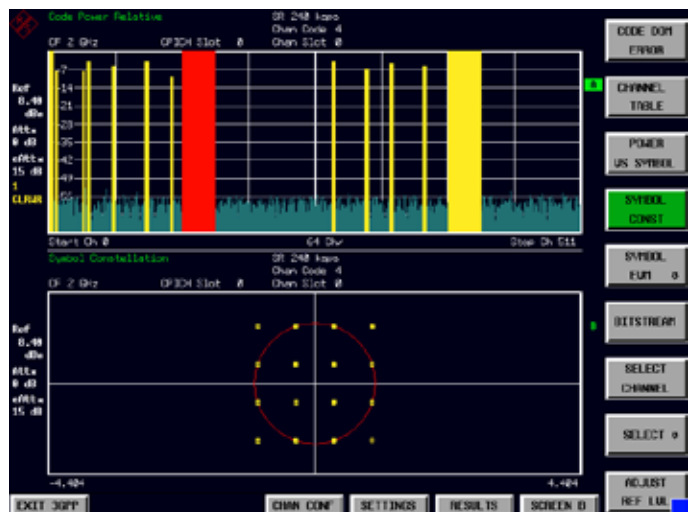 Code Power Relative
SR 240 ksps
Chan Code 4
CF 2 GHz
CPICH Slot 0
Chan Slot 0
Ref
8.40
dBm
Att*
0 dB
eAtt*
15 dB
1
CLRWR
-7
-14
-21
-28
-35
-42
-49
-56
A
Start Ch 0
64 Ch/
Stop Ch 511
Symbol Constellation
SR 240 ksps
Chan Code 4
CF 2 GHz
CPICH Slot 0
Chan Slot 0
Ref
8.40
dBm
Att*
0 dB
eAtt*
15 dB
B
-4.404
4.404
CODE DOM
ERROR
CHANNEL
TABLE
POWER
VS SYMBOL
SYMBOL
CONST
SYMBOL
EVM
BITSTREAM
SELECT
CHANNEL
SELECT
ADJUST
REF LVL
EXIT 3GPP
CHAN CONF
SETTINGS
RESULTS
SCREEN B